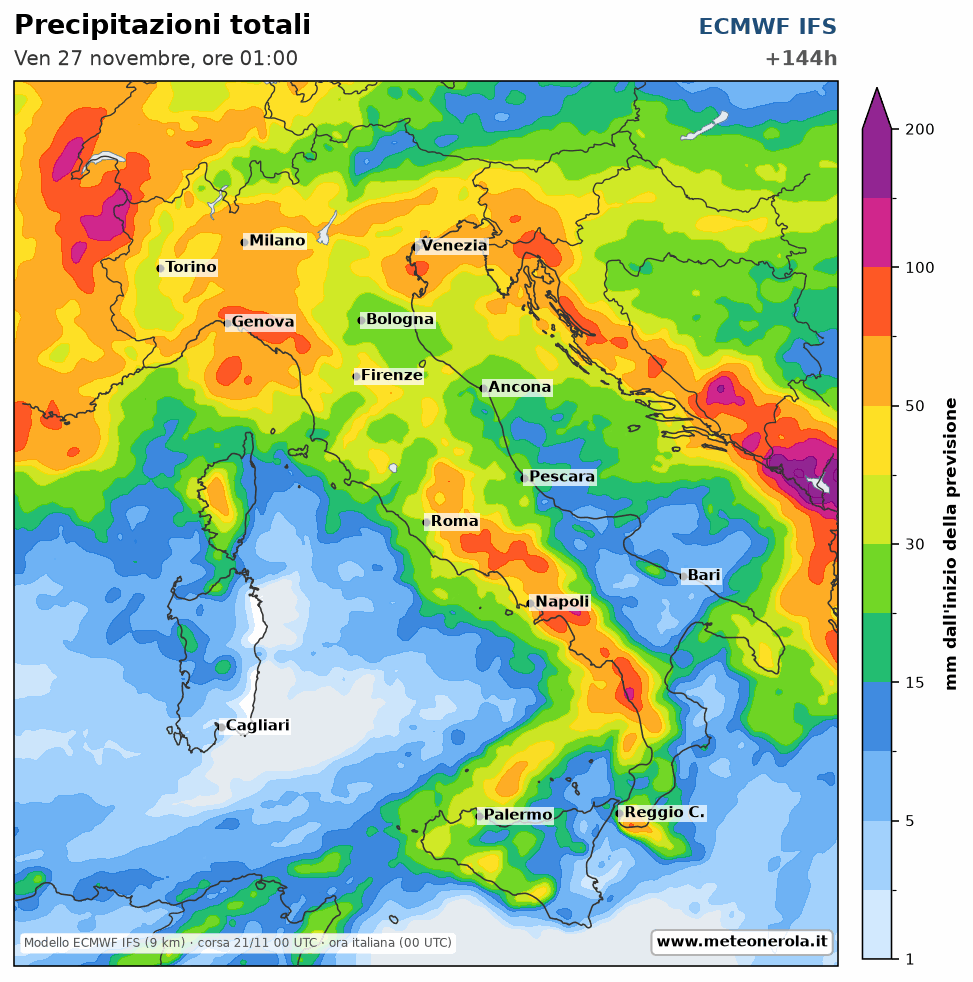 Precipitazioni totali
ECMWF IFS
Ven 27 novembre, ore 01:00
+144h
Milano
Venezia
Torino
Genova
Bologna
Firenze
Ancona
Pescara
Roma
Bari
Napoli
Cagliari
Palermo
Reggio C.
200
100
50
30
15
5
1
mm dall'inizio della previsione
Modello ECMWF IFS (9 km) · corsa 21/11 00 UTC · ora italiana (00 UTC)
www.meteonerola.it